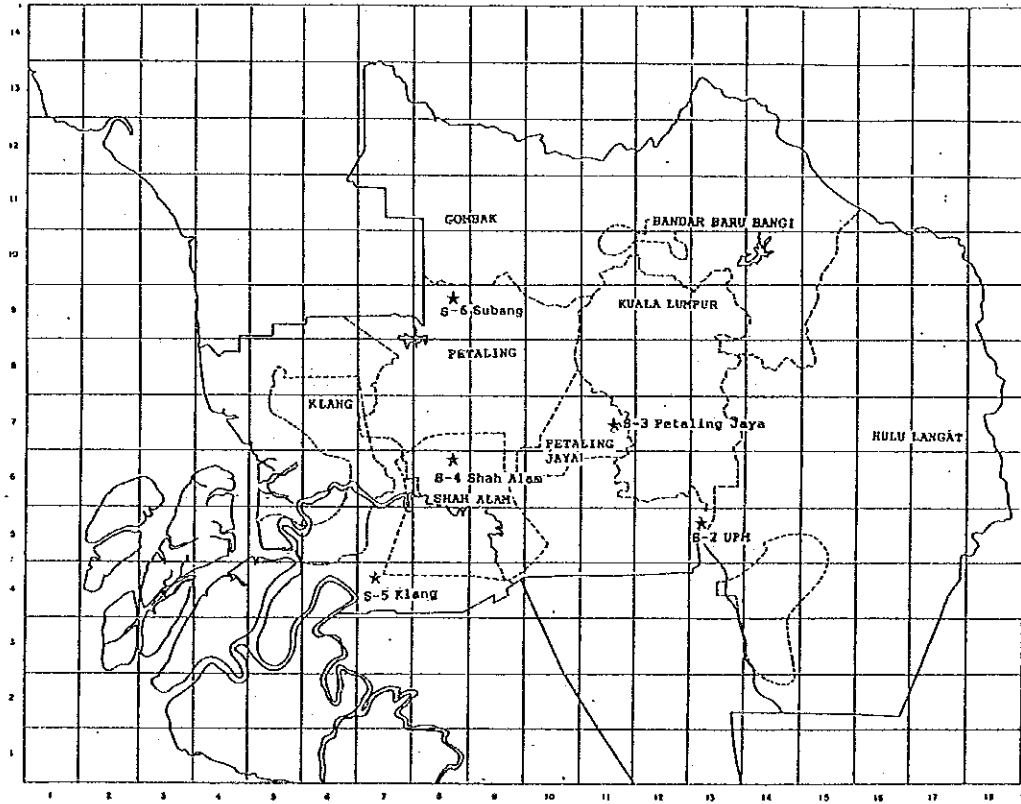 14
13
12
11
10
9
8
7
6
5
4
3
2
1
GOMBAK
BANDAR BARU BANGI
KUALA LUMPUR
S-6 Subang
PETALING
KLANG
S-3 Petaling Jaya
PETALING
JAYA
HULU LANGAT
S-4 Shah Alam
SHAH ALAM
S-2 UPM
S-5 Klang
1 2 3 4 5 6 7 8 9 10 11 12 13 14 15 16 17 18